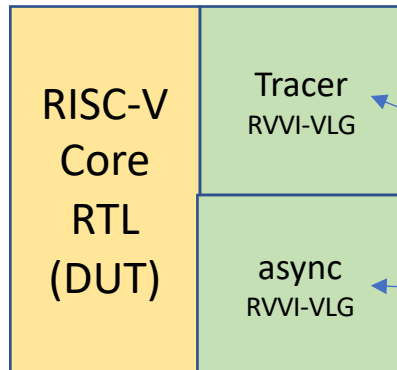 RISC-V
Core
RTL
(DUT)
Tracer
RVVI-VLG
async
RVVI-VLG